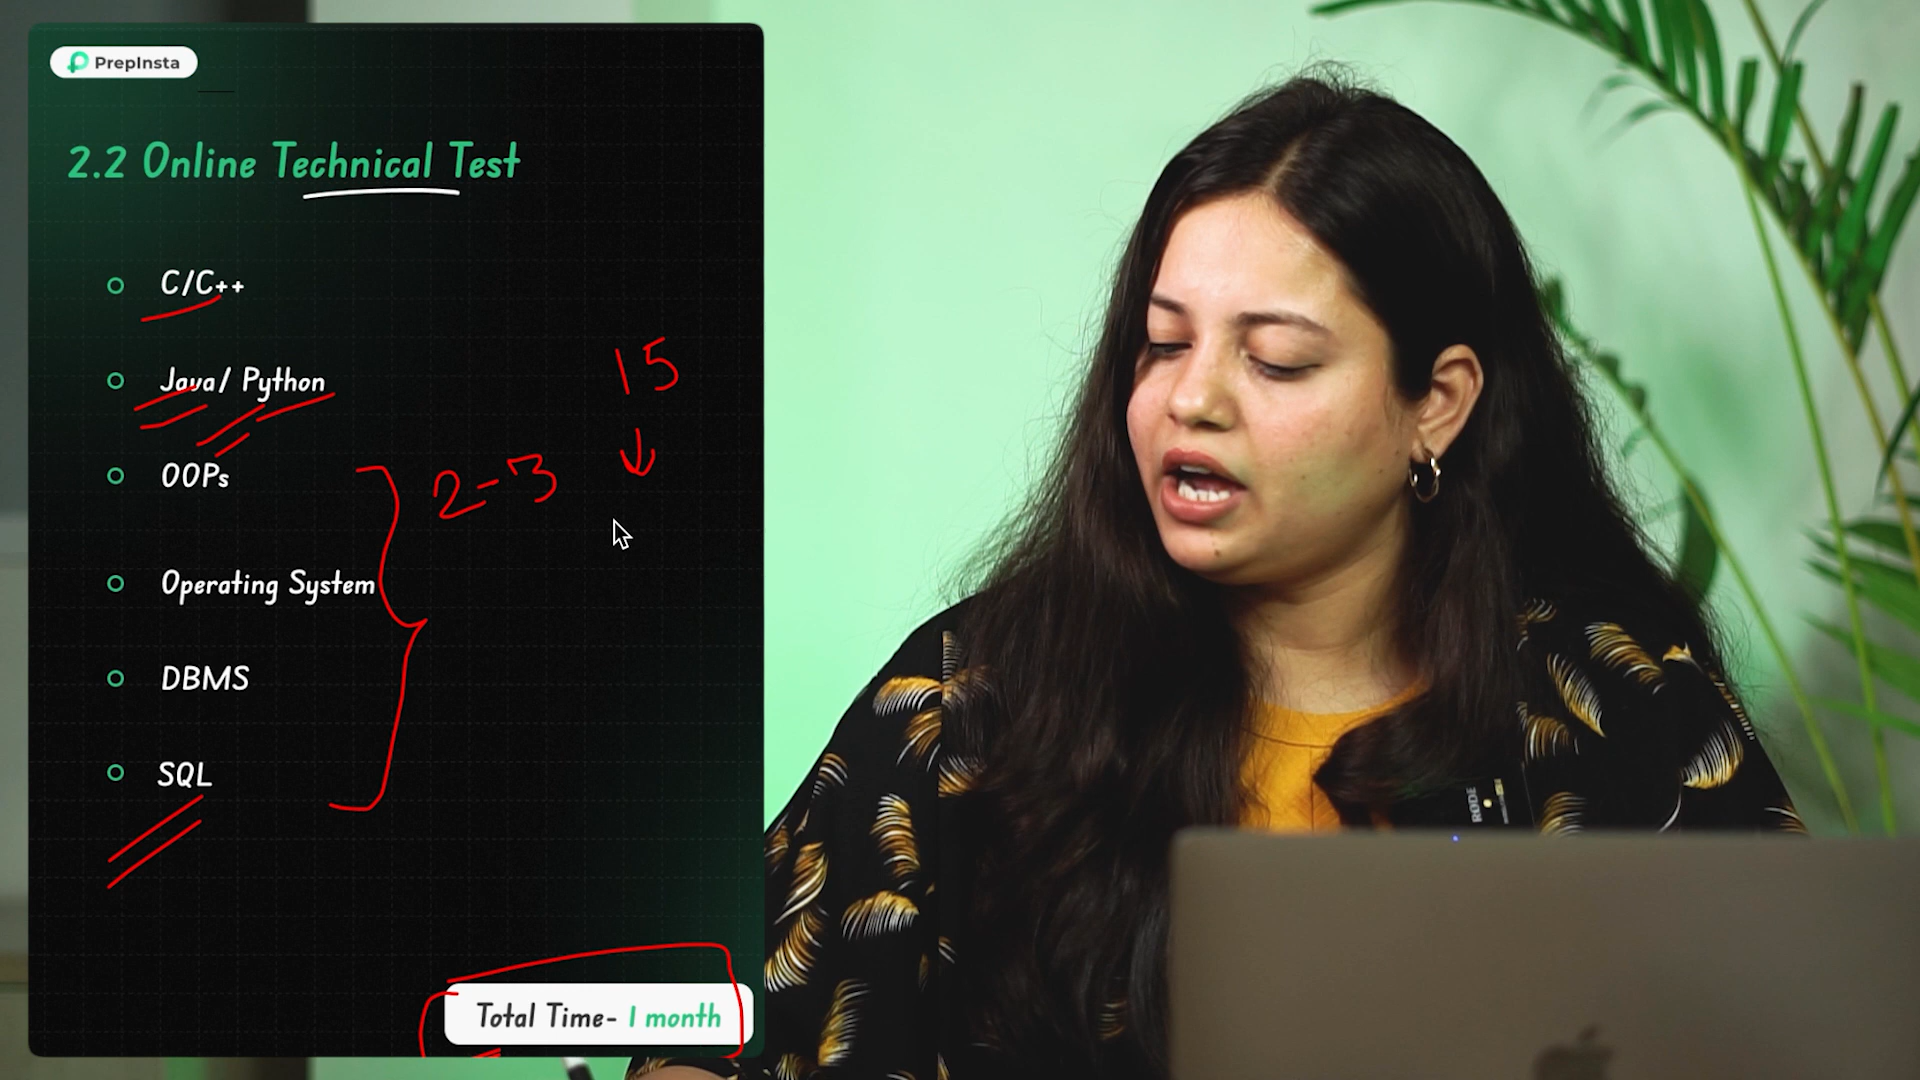 PrepInsta
2.2 Online Technical Test
C/C++
Java/ Python
15
OOPs
2-3
Operating System
DBMS
SQL
RODE
Total Time- 1 month